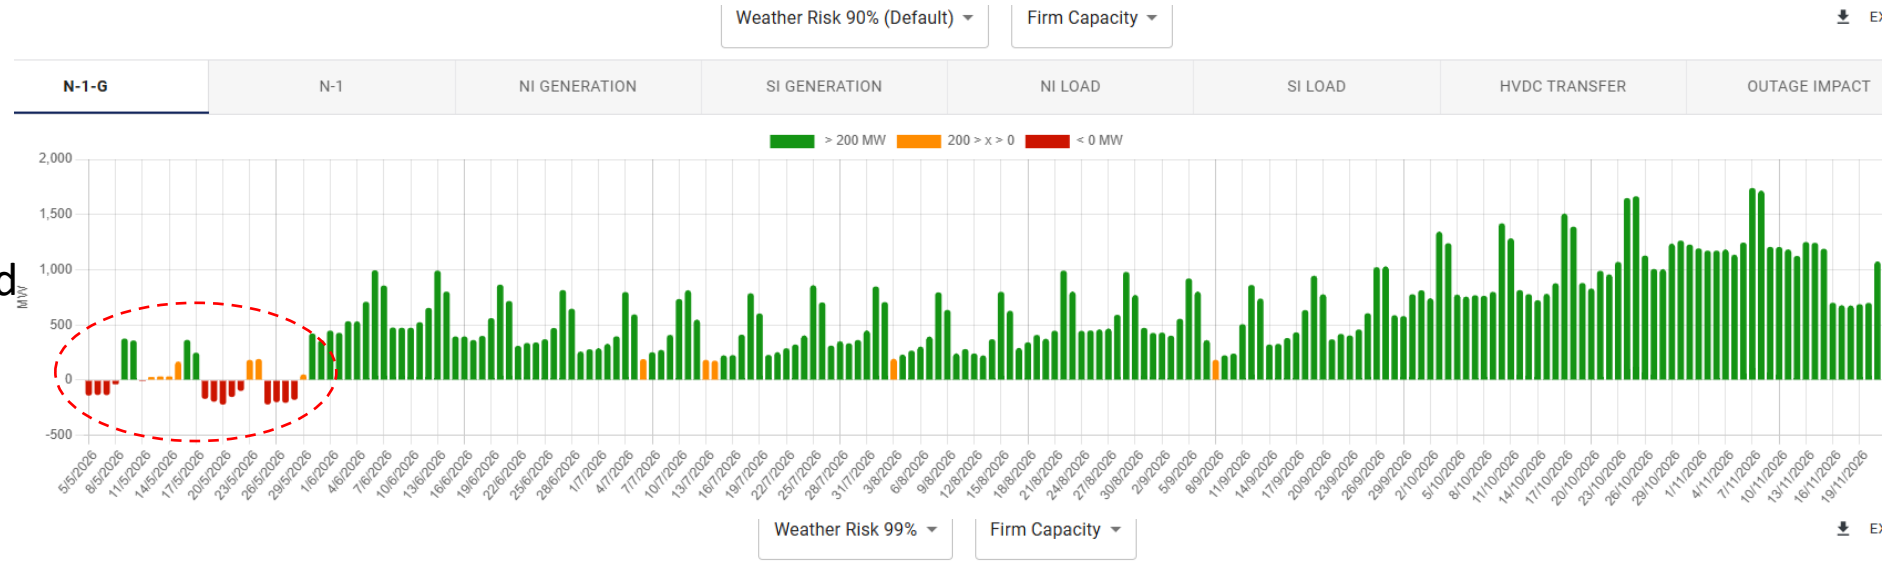 Weather Risk 90% (Default) Firm Capacity EX
N-1-G N-1 NI GENERATION SI GENERATION NI LOAD SI LOAD HVDC TRANSFER OUTAGE IMPACT
> 200 MW 200 > x > 0 < 0 MW
2,000
1,500
1,000
500
0
-500
d
MW
5/5/2026 8/5/2026 11/5/2026 14/5/2026 17/5/2026 20/5/2026 23/5/2026 26/5/2026 29/5/2026 1/6/2026 4/6/2026 7/6/2026 10/6/2026 13/6/2026 16/6/2026 19/6/2026 22/6/2026 25/6/2026 28/6/2026 1/7/2026 4/7/2026 7/7/2026 10/7/2026 13/7/2026 16/7/2026 19/7/2026 22/7/2026 25/7/2026 28/7/2026 31/7/2026 3/8/2026 6/8/2026 9/8/2026 12/8/2026 15/8/2026 18/8/2026 21/8/2026 24/8/2026 27/8/2026 30/8/2026 2/9/2026 5/9/2026 8/9/2026 11/9/2026 14/9/2026 17/9/2026 20/9/2026 23/9/2026 26/9/2026 29/9/2026 2/10/2026 5/10/2026 8/10/2026 11/10/2026 14/10/2026 17/10/2026 20/10/2026 23/10/2026 26/10/2026 29/10/2026 1/11/2026 4/11/2026 7/11/2026 10/11/2026 13/11/2026 16/11/2026 19/11/2026
Weather Risk 99% Firm Capacity EX